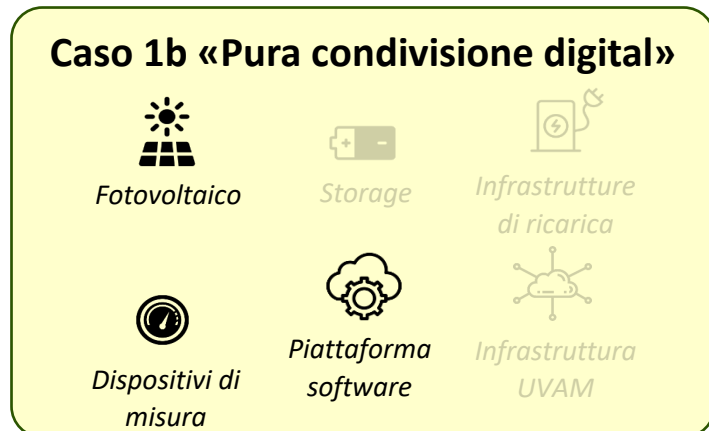 Caso 1b «Pura condivisione digital»
Fotovoltaico
Storage
Infrastrutture
di ricarica
Dispositivi di
misura
Piattaforma
software
Infrastruttura
UVAM